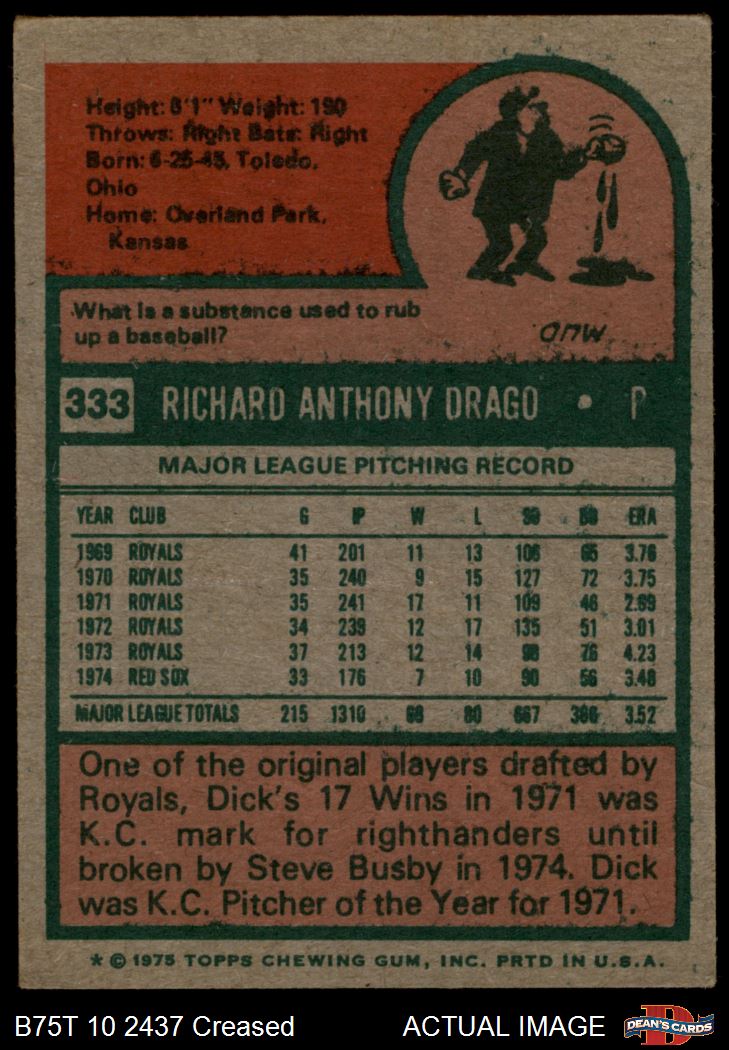 Height: 6'1" Weight: 190
Throws: Right Bats: Right
Born: 6-25-45, Toledo,
Ohio
Home: Overland Park,
Kansas
What is a substance used to rub
up a baseball?
MUD
333 RICHARD ANTHONY DRAGO • P
MAJOR LEAGUE PITCHING RECORD
YEAR CLUB G IP W L SO BB ERA
1969 ROYALS 41 201 11 13 108 65 3.76
1970 ROYALS 35 240 9 15 127 72 3.75
1971 ROYALS 35 241 17 11 109 46 2.99
1972 ROYALS 34 239 12 17 135 51 3.01
1973 ROYALS 37 213 12 14 98 76 4.23
1974 RED SOX 33 176 7 10 90 56 3.48
MAJOR LEAGUE TOTALS 215 1310 68 80 667 366 3.52
One of the original players drafted by
Royals, Dick's 17 Wins in 1971 was
K.C. mark for righthanders until
broken by Steve Busby in 1974. Dick
was K.C. Pitcher of the Year for 1971.
* © 1975 TOPPS CHEWING GUM, INC. PRTD IN U.S.A.
B75T 10 2437 Creased ACTUAL IMAGE DEAN'S CARDS